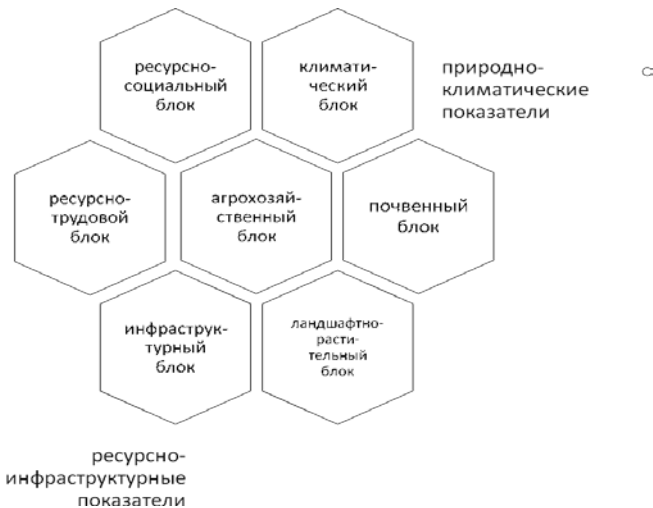 ресурсно-
социальный
блок
климати-
ческий
блок
природно-
климатические
показатели
ресурсно-
трудовой
блок
агрохозяй-
ственный
блок
почвенный
блок
инфраструк-
турный
блок
ландшафтно-
расти-
тельный
блок
ресурсно-
инфраструктурные
показатели